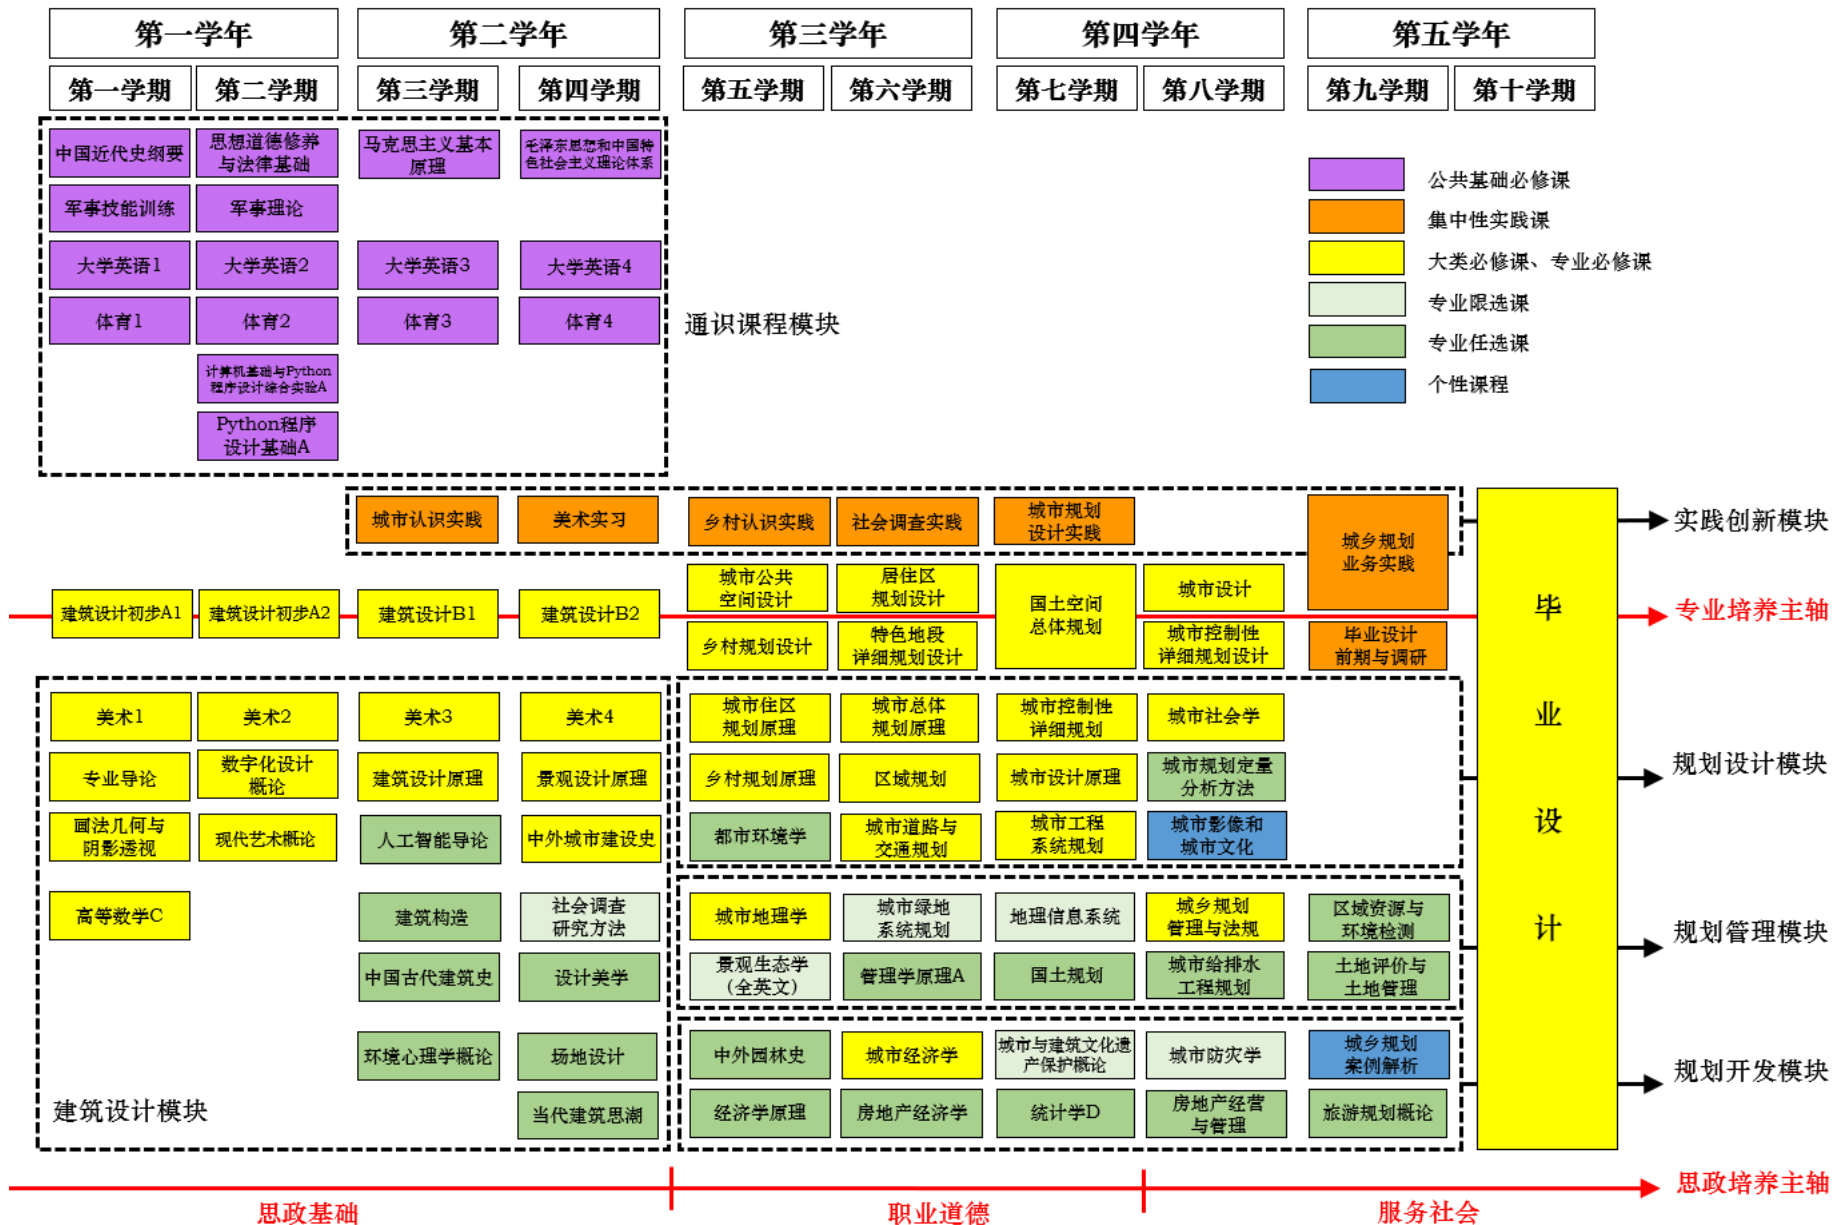 第一学年
第二学年
第三学年
第四学年
第五学年
第一学期
第二学期
第三学期
第四学期
第五学期
第六学期
第七学期
第八学期
第九学期
第十学期
中国近代史纲要
思想道德修养
与法律基础
马克思主义基本
原理
毛泽东思想和中国特
色社会主义理论体系
军事技能训练
军事理论
大学英语1
大学英语2
大学英语3
大学英语4
体育1
体育2
体育3
体育4
计算机基础与Python
程序设计综合实验A
Python程序
设计基础A
通识课程模块
公共基础必修课
集中性实践课
大类必修课、专业必修课
专业限选课
专业任选课
个性课程
城市认识实践
美术实习
乡村认识实践
社会调查实践
城市规划
设计实践
城乡规划
业务实践
实践创新模块
建筑设计初步A1
建筑设计初步A2
建筑设计B1
建筑设计B2
城市公共
空间设计
居住区
规划设计
国土空间
总体规划
城市设计
乡村规划设计
特色地段
详细规划设计
城市控制性
详细规划设计
毕业设计
前期与调研
毕
业
设
计
专业培养主轴
美术1
美术2
美术3
美术4
城市住区
规划原理
城市总体
规划原理
城市控制性
详细规划
城市社会学
专业导论
数字化设计
概论
建筑设计原理
景观设计原理
乡村规划原理
区域规划
城市设计原理
城市规划定量
分析方法
规划设计模块
画法几何与
阴影透视
现代艺术概论
人工智能导论
中外城市建设史
都市环境学
城市道路与
交通规划
城市工程
系统规划
城市影像和
城市文化
高等数学C
建筑构造
社会调查
研究方法
城市地理学
城市绿地
系统规划
地理信息系统
城乡规划
管理与法规
区域资源与
环境检测
规划管理模块
中国古代建筑史
设计美学
景观生态学
(全英文)
管理学原理A
国土规划
城市给排水
工程规划
土地评价与
土地管理
环境心理学概论
场地设计
中外园林史
城市经济学
城市与建筑文化遗
产保护概论
城市防灾学
城乡规划
案例解析
规划开发模块
建筑设计模块
当代建筑思潮
经济学原理
房地产经济学
统计学D
房地产经营
与管理
旅游规划概论
思政培养主轴
思政基础
职业道德
服务社会